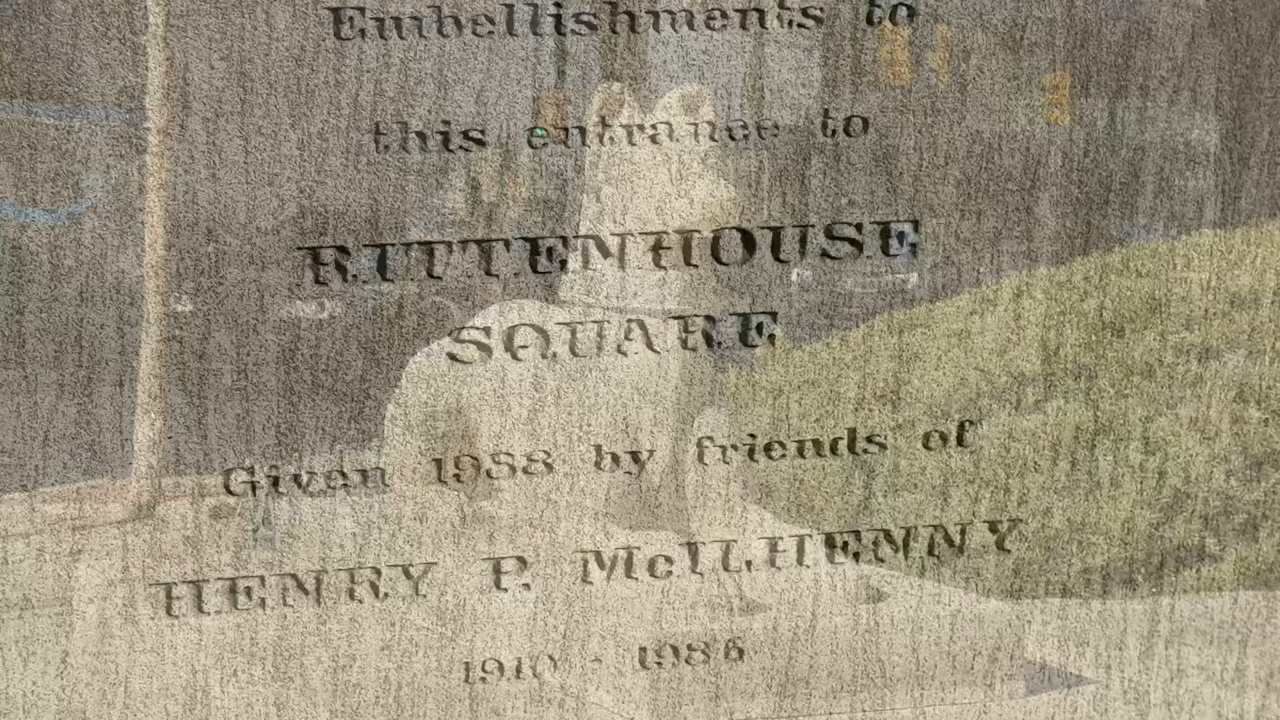 Embellishments to
this entrance to
RITTENHOUSE
SQUARE
Given 1988 by friends of
HENRY P. McILHENNY
1910 - 1986